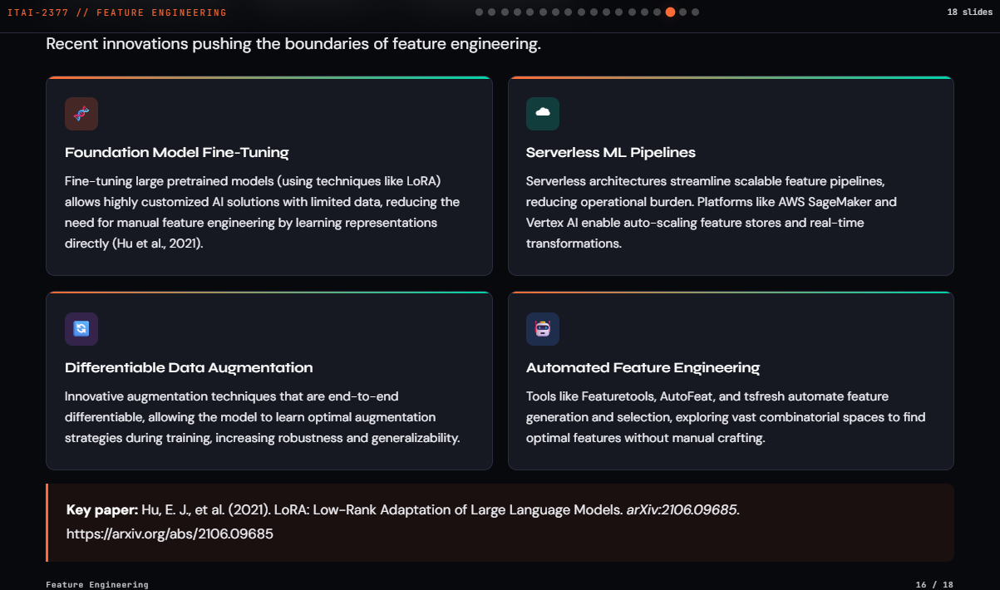 ITAI-2377 // FEATURE ENGINEERING
18 slides
Recent innovations pushing the boundaries of feature engineering.
Foundation Model Fine-Tuning
Fine-tuning large pretrained models (using techniques like LoRA)
allows highly customized AI solutions with limited data, reducing the
need for manual feature engineering by learning representations
directly (Hu et al., 2021).
Serverless ML Pipelines
Serverless architectures streamline scalable feature pipelines,
reducing operational burden. Platforms like AWS SageMaker and
Vertex AI enable auto-scaling feature stores and real-time
transformations.
Differentiable Data Augmentation
Innovative augmentation techniques that are end-to-end
differentiable, allowing the model to learn optimal augmentation
strategies during training, increasing robustness and generalizability.
Automated Feature Engineering
Tools like Featuretools, AutoFeat, and tsfresh automate feature
generation and selection, exploring vast combinatorial spaces to find
optimal features without manual crafting.
Key paper: Hu, E. J., et al. (2021). LoRA: Low-Rank Adaptation of Large Language Models. arXiv:2106.09685.
https://arxiv.org/abs/2106.09685
Feature Engineering
16 / 18